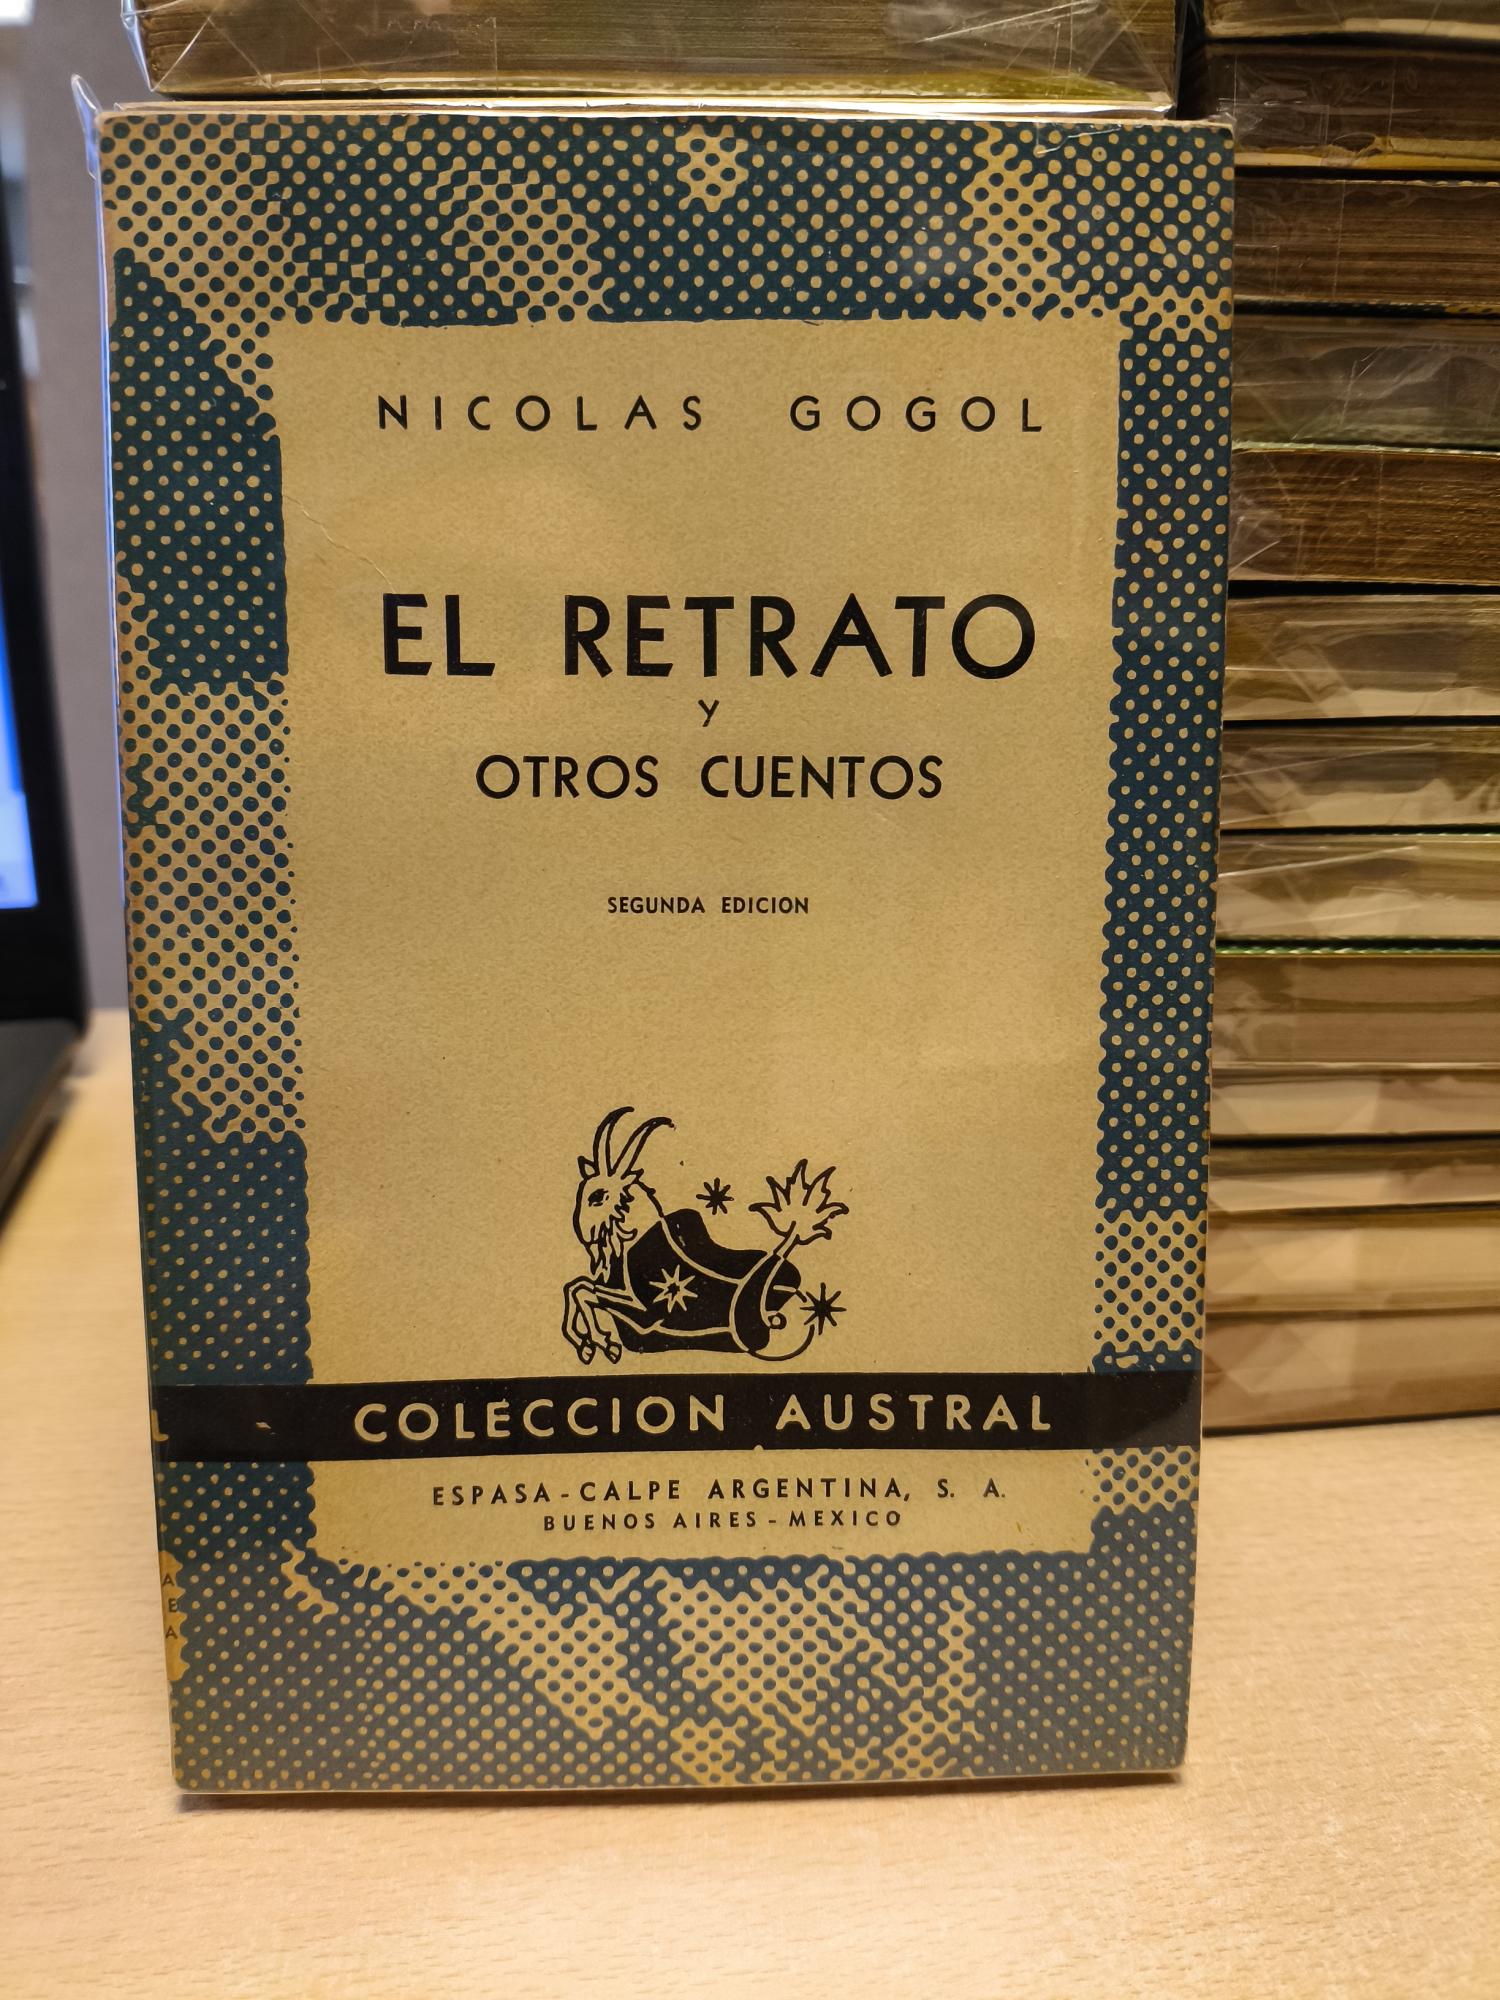 NICOLAS GOGOL
EL RETRATO
Y
OTROS CUENTOS
SEGUNDA EDICION
COLECCION AUSTRAL
ESPASA-CALPE ARGENTINA, S. A.
BUENOS AIRES - MEXICO